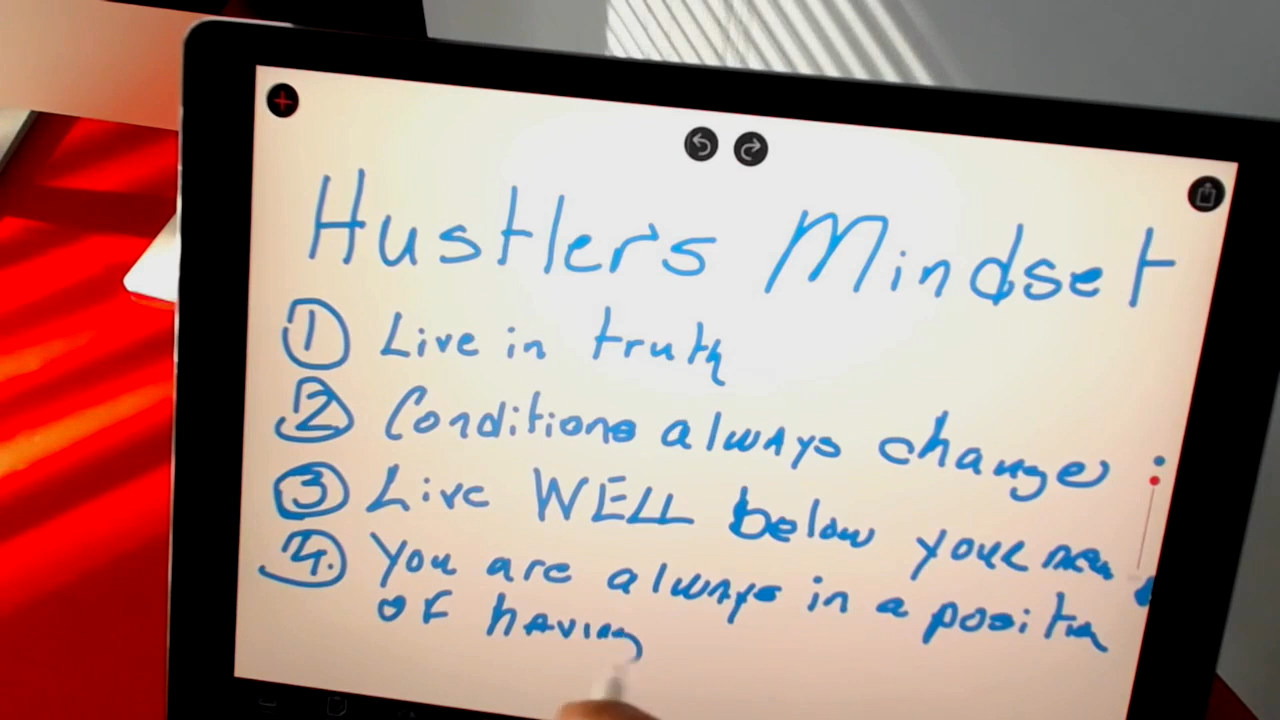 Hustler's Mindset
1 Live in truth
2 Conditions always change
3 Live WELL below your
4. You are always in a position
of having